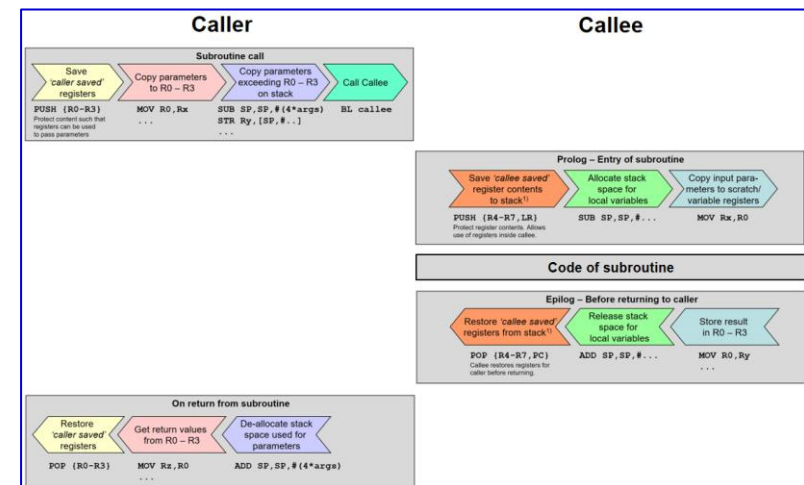 Caller
Callee
Subroutine call
Save
'caller saved'
registers
Copy parameters
to R0 – R3
Copy parameters
exceeding R0 – R3
on stack
Call Callee
PUSH {R0-R3}
Protect content such that
registers can be used
to pass parameters
MOV R0,Rx
...
SUB SP,SP,#(4*args)
STR Ry,[SP,#..]
...
BL callee
Prolog – Entry of subroutine
Save 'callee saved'
register contents
to stack¹⁾
Allocate stack
space for
local variables
Copy input para-
meters to scratch/
variable registers
PUSH {R4-R7,LR}
Protect register contents. Allows
use of registers inside callee.
SUB SP,SP,#...
MOV Rx,R0
Code of subroutine
Epilog – Before returning to caller
Restore 'callee saved'
registers from stack¹⁾
Release stack
space for
local variables
Store result
in R0 – R3
POP {R4-R7,PC}
Callee restores registers for
caller before returning.
ADD SP,SP,#...
MOV R0,Ry
...
On return from subroutine
Restore
'caller saved'
registers
Get return values
from R0 – R3
De-allocate stack
space used for
parameters
POP {R0-R3}
MOV Rz,R0
...
ADD SP,SP,#(4*args)